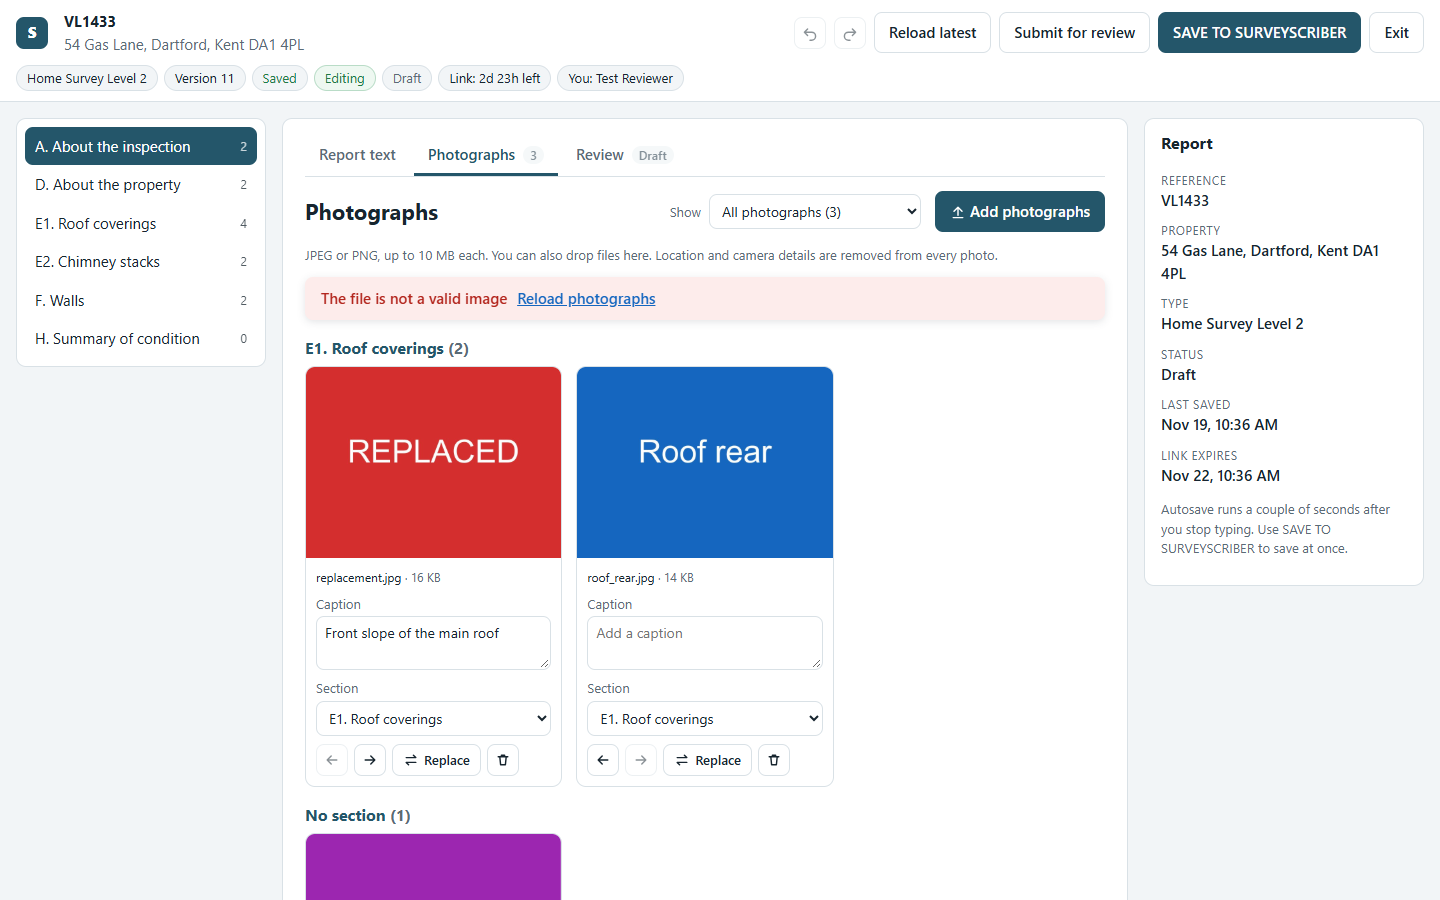 S
VL1433
54 Gas Lane, Dartford, Kent DA1 4PL
Reload latest
Submit for review
SAVE TO SURVEYSCRIBER
Exit
Home Survey Level 2
Version 11
Saved
Editing
Draft
Link: 2d 23h left
You: Test Reviewer
A. About the inspection 2
D. About the property 2
E1. Roof coverings 4
E2. Chimney stacks 2
F. Walls 2
H. Summary of condition 0
Report text
Photographs 3
Review Draft
Photographs
Show
All photographs (3)
Add photographs
JPEG or PNG, up to 10 MB each. You can also drop files here. Location and camera details are removed from every photo.
The file is not a valid image Reload photographs
E1. Roof coverings (2)
REPLACED
replacement.jpg · 16 KB
Caption
Front slope of the main roof
Section
E1. Roof coverings
Replace
Roof rear
roof_rear.jpg · 14 KB
Caption
Add a caption
Section
E1. Roof coverings
Replace
No section (1)
Report
REFERENCE
VL1433
PROPERTY
54 Gas Lane, Dartford, Kent DA1
4PL
TYPE
Home Survey Level 2
STATUS
Draft
LAST SAVED
Nov 19, 10:36 AM
LINK EXPIRES
Nov 22, 10:36 AM
Autosave runs a couple of seconds after
you stop typing. Use SAVE TO
SURVEYSCRIBER to save at once.